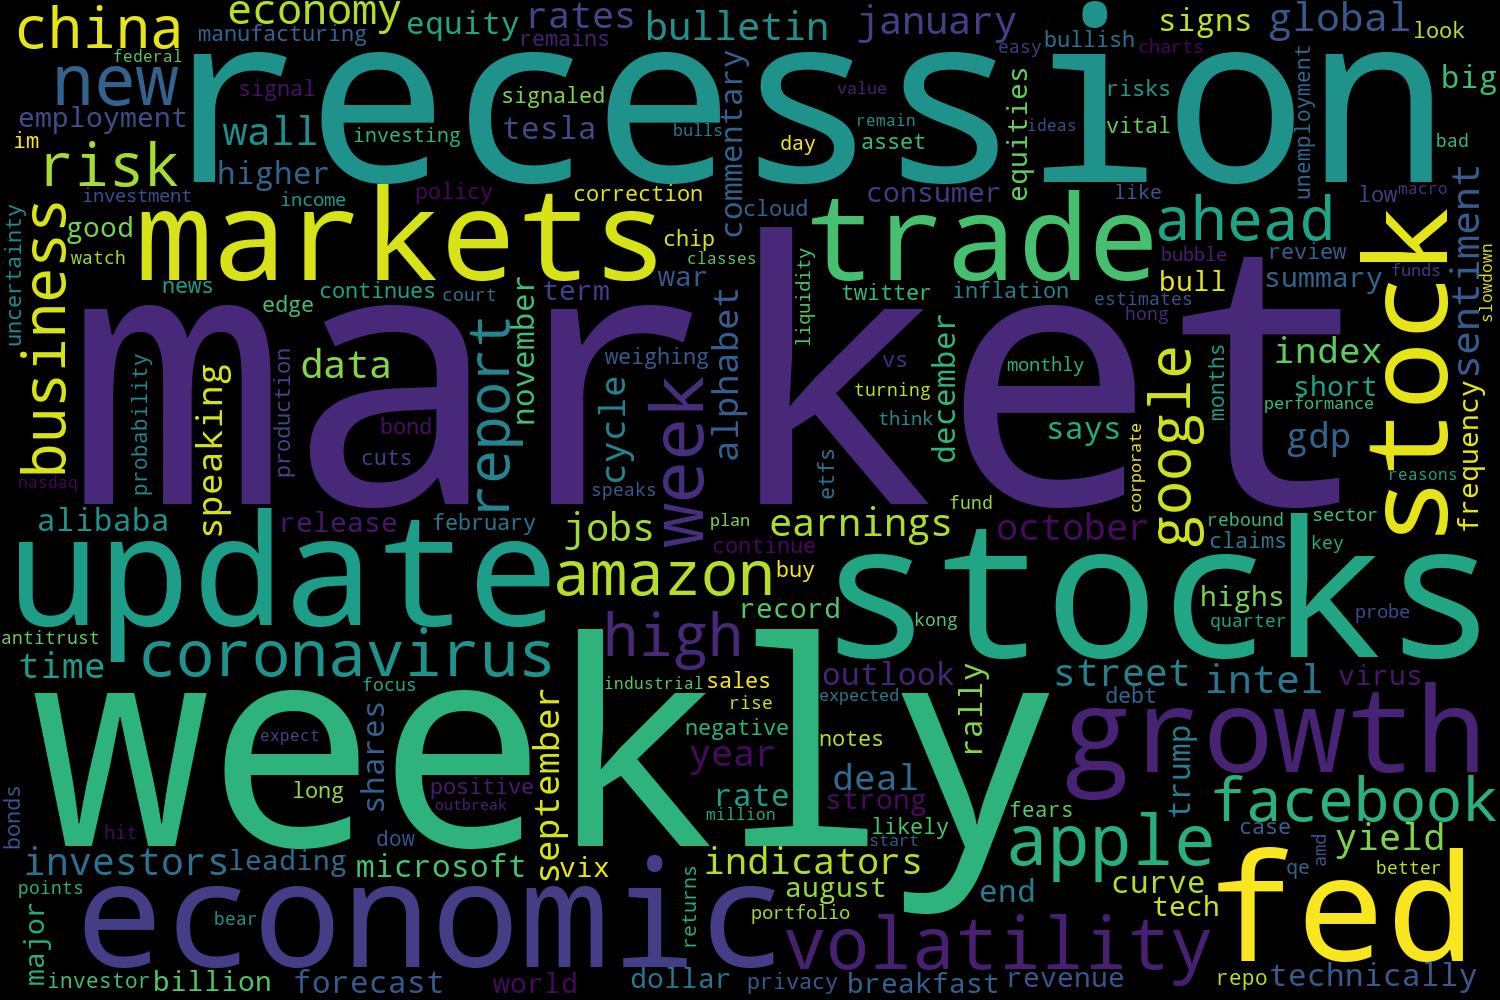 china
economy
equity
rates
bulletin
january
signs
global
look
manufacturing
remains
easy
bullish
charts
federal
new
recession
big
signal
signaled
value
risks
unemployment
employment
wall
investing
tesla
bulls
commentary
day
remain
asset
equities
ideas
vital
bad
im
risk
higher
investment
income
policy
correction
consumer
like
low
macro
uncertainty
business
good
markets
cloud
trade
ahead
stock
sentiment
watch
chip
classes
bubble
review
slowdown
news
edge
continues
court
november
term
war
liquidity
twitter
inflation
bull
summary
funds
estimates
hong
market
data
report
weighing
alphabet
vs
december
monthly
google
months
index
probability
speaking
production
bond
cuts
cycle
week
turning
think
says
short
performance
gdp
frequency
nasdaq
speaks
etfs
corporate
reasons
alibaba
release
february
jobs
plan
earnings
fund
october
rebound
sector
claims
key
update
continue
amazon
buy
stocks
highs
record
kong
quarter
probe
antitrust
time
coronavirus
high
outlook
rally
street
intel
virus
focus
industrial
sales
expected
debt
weekly
shares
september
rise
negative
notes
growth
expect
year
trump
long
positive
outbreak
rate
deal
strong
facebook
bonds
hit
dow
million
likely
fears
start
apple
case
amd
yield
investors
leading
microsoft
vix
indicators
qe
better
points
august
end
curve
tech
fed
major
bear
economic
returns
portfolio
volatility
investor
billion
forecast
world
dollar
privacy
breakfast
revenue
repo
technically